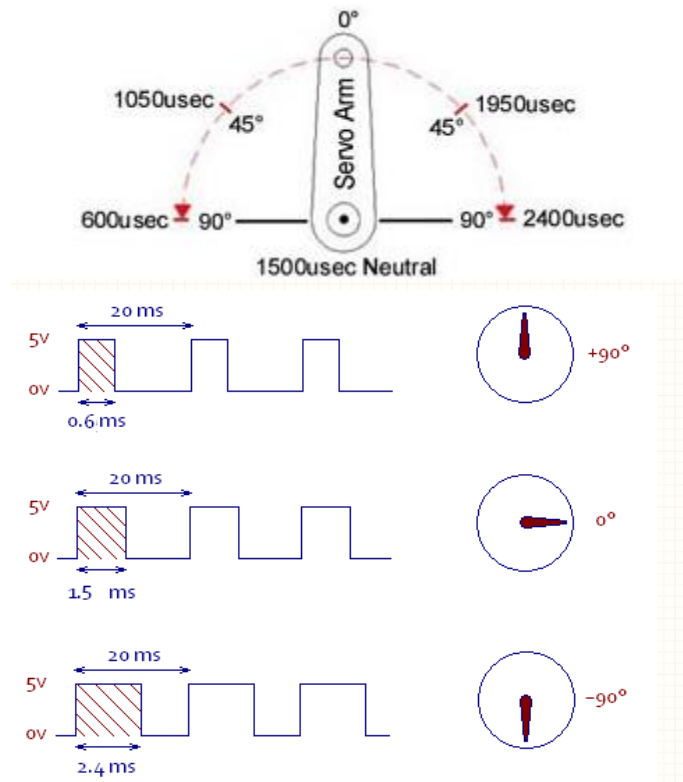 0°
Servo Arm
1050usec
1950usec
45°
45°
600usec
90°
90°
2400usec
1500usec Neutral
20 ms
5V
0V
0.6 ms
+90°
20 ms
5V
0V
1.5 ms
0°
20 ms
5V
0V
2.4 ms
-90°